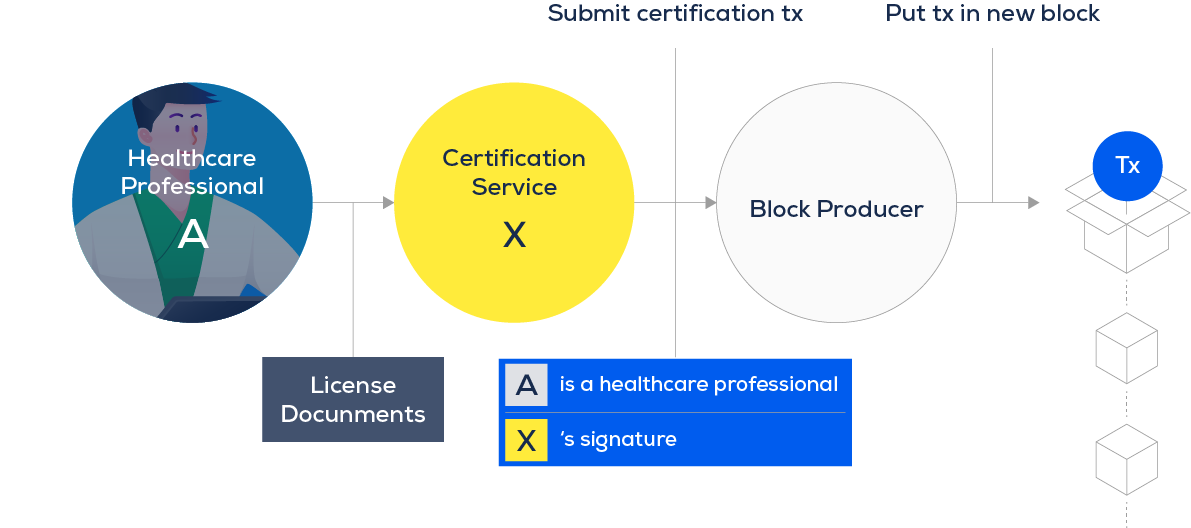 Submit certification tx
Put tx in new block
Healthcare
Professional
A
Certification
Service
X
Block Producer
Tx
License
Docunments
A is a healthcare professional
X 's signature